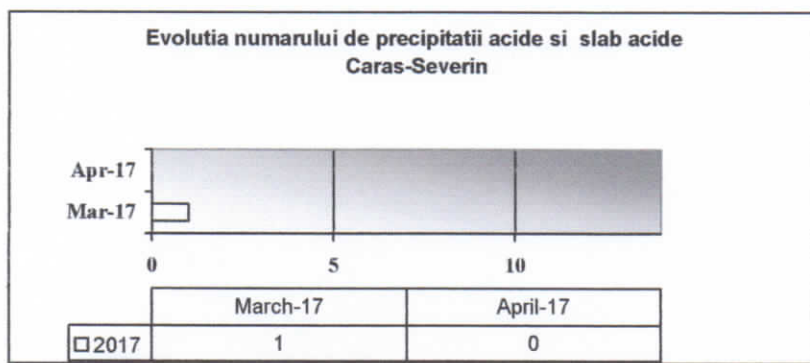 Evolutia numarului de precipitatii acide si slab acide
Caras-Severin
Apr-17
Mar-17
0 5 10
March-17 April-17
2017 1 0